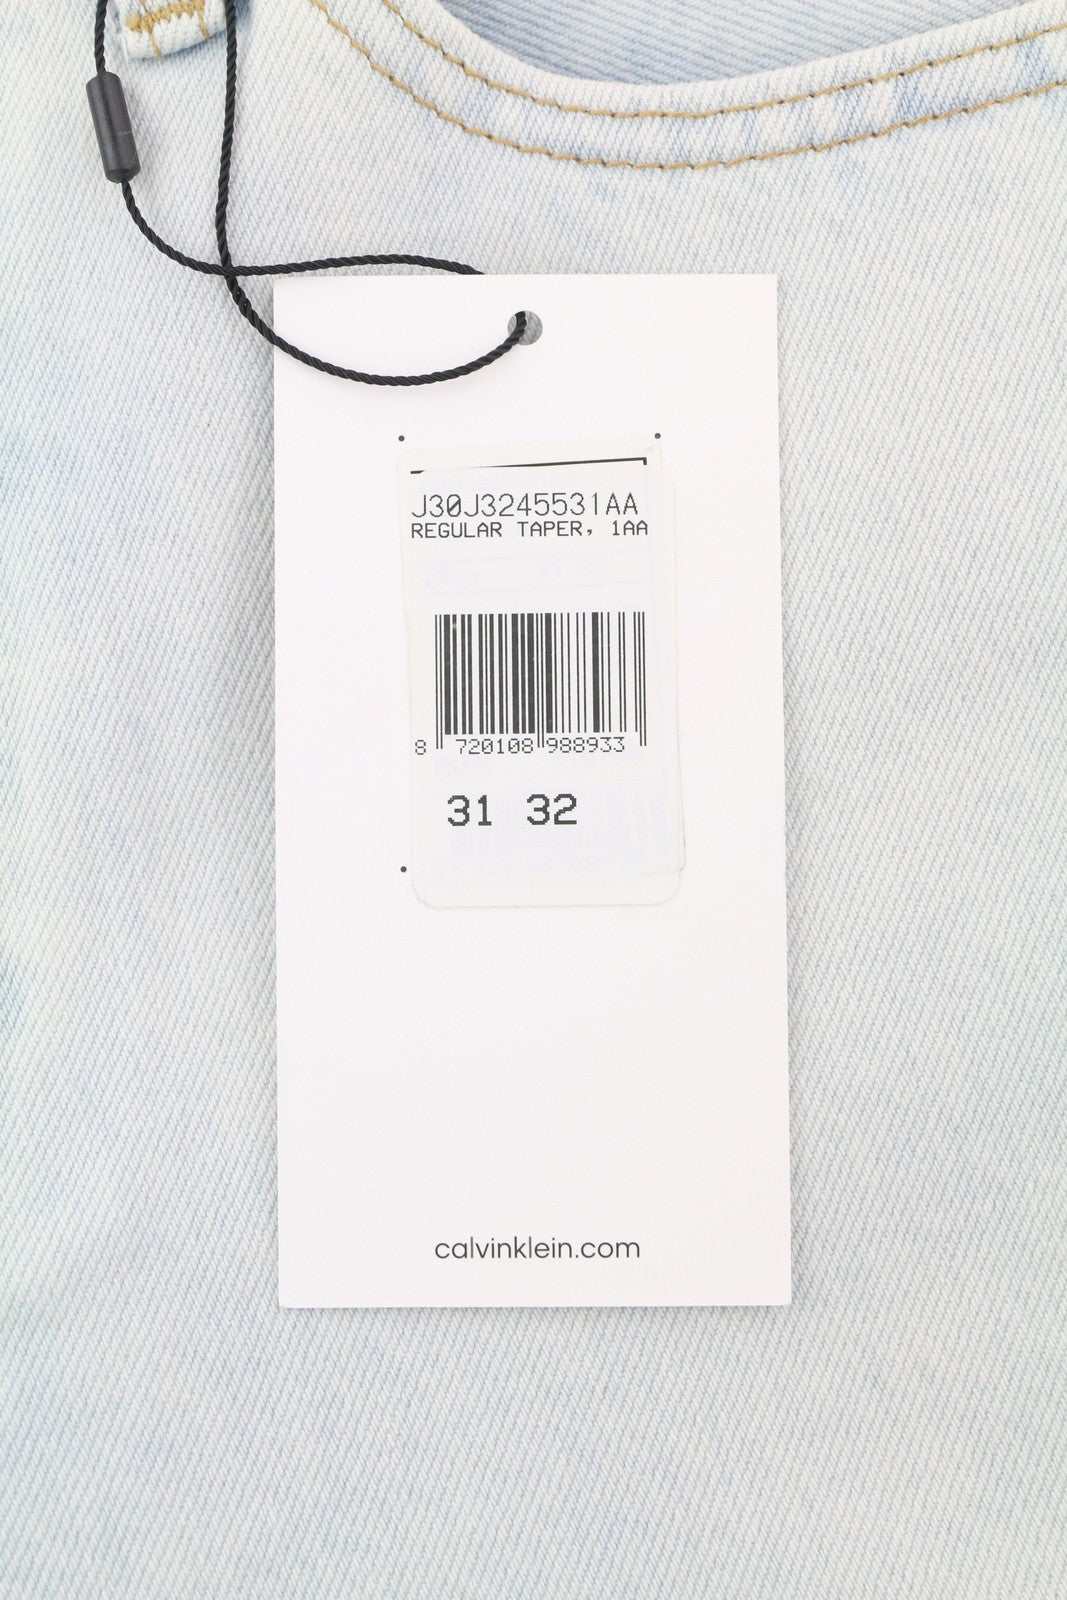 J30J3245531AA
REGULAR TAPER, 1AA
8 720108 988933
31 32
calvinklein.com